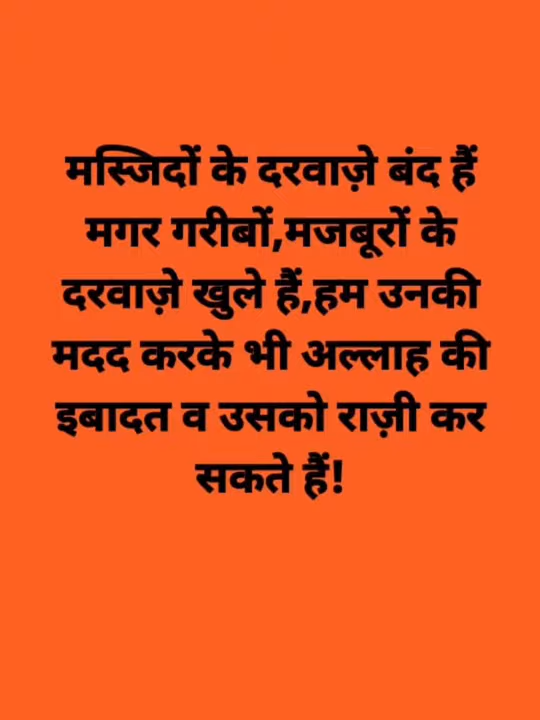 मस्जिदों के दरवाज़े बंद हैं
मगर गरीबों,मजबूरों के
दरवाज़े खुले हैं,हम उनकी
मदद करके भी अल्लाह की
इबादत व उसको राज़ी कर
सकते हैं!